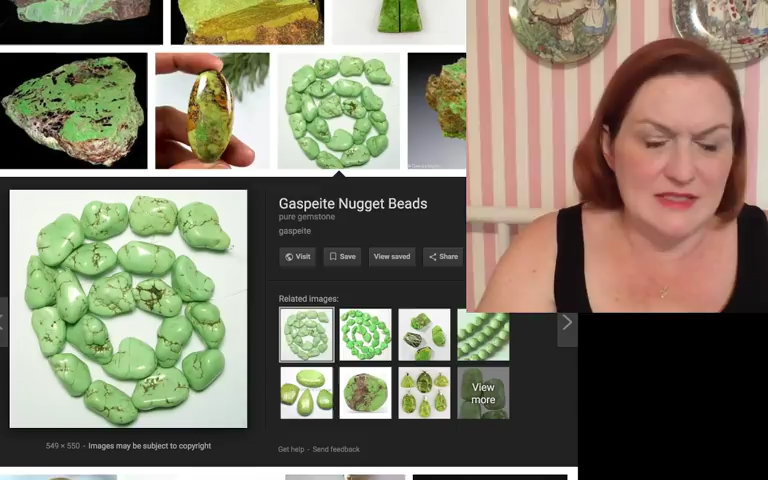 Gaspeite Nugget Beads
pure gemstone
gaspeite
Visit
Save
View saved
Share
Related images:
View
more
549 × 550 - Images may be subject to copyright
Get help - Send feedback